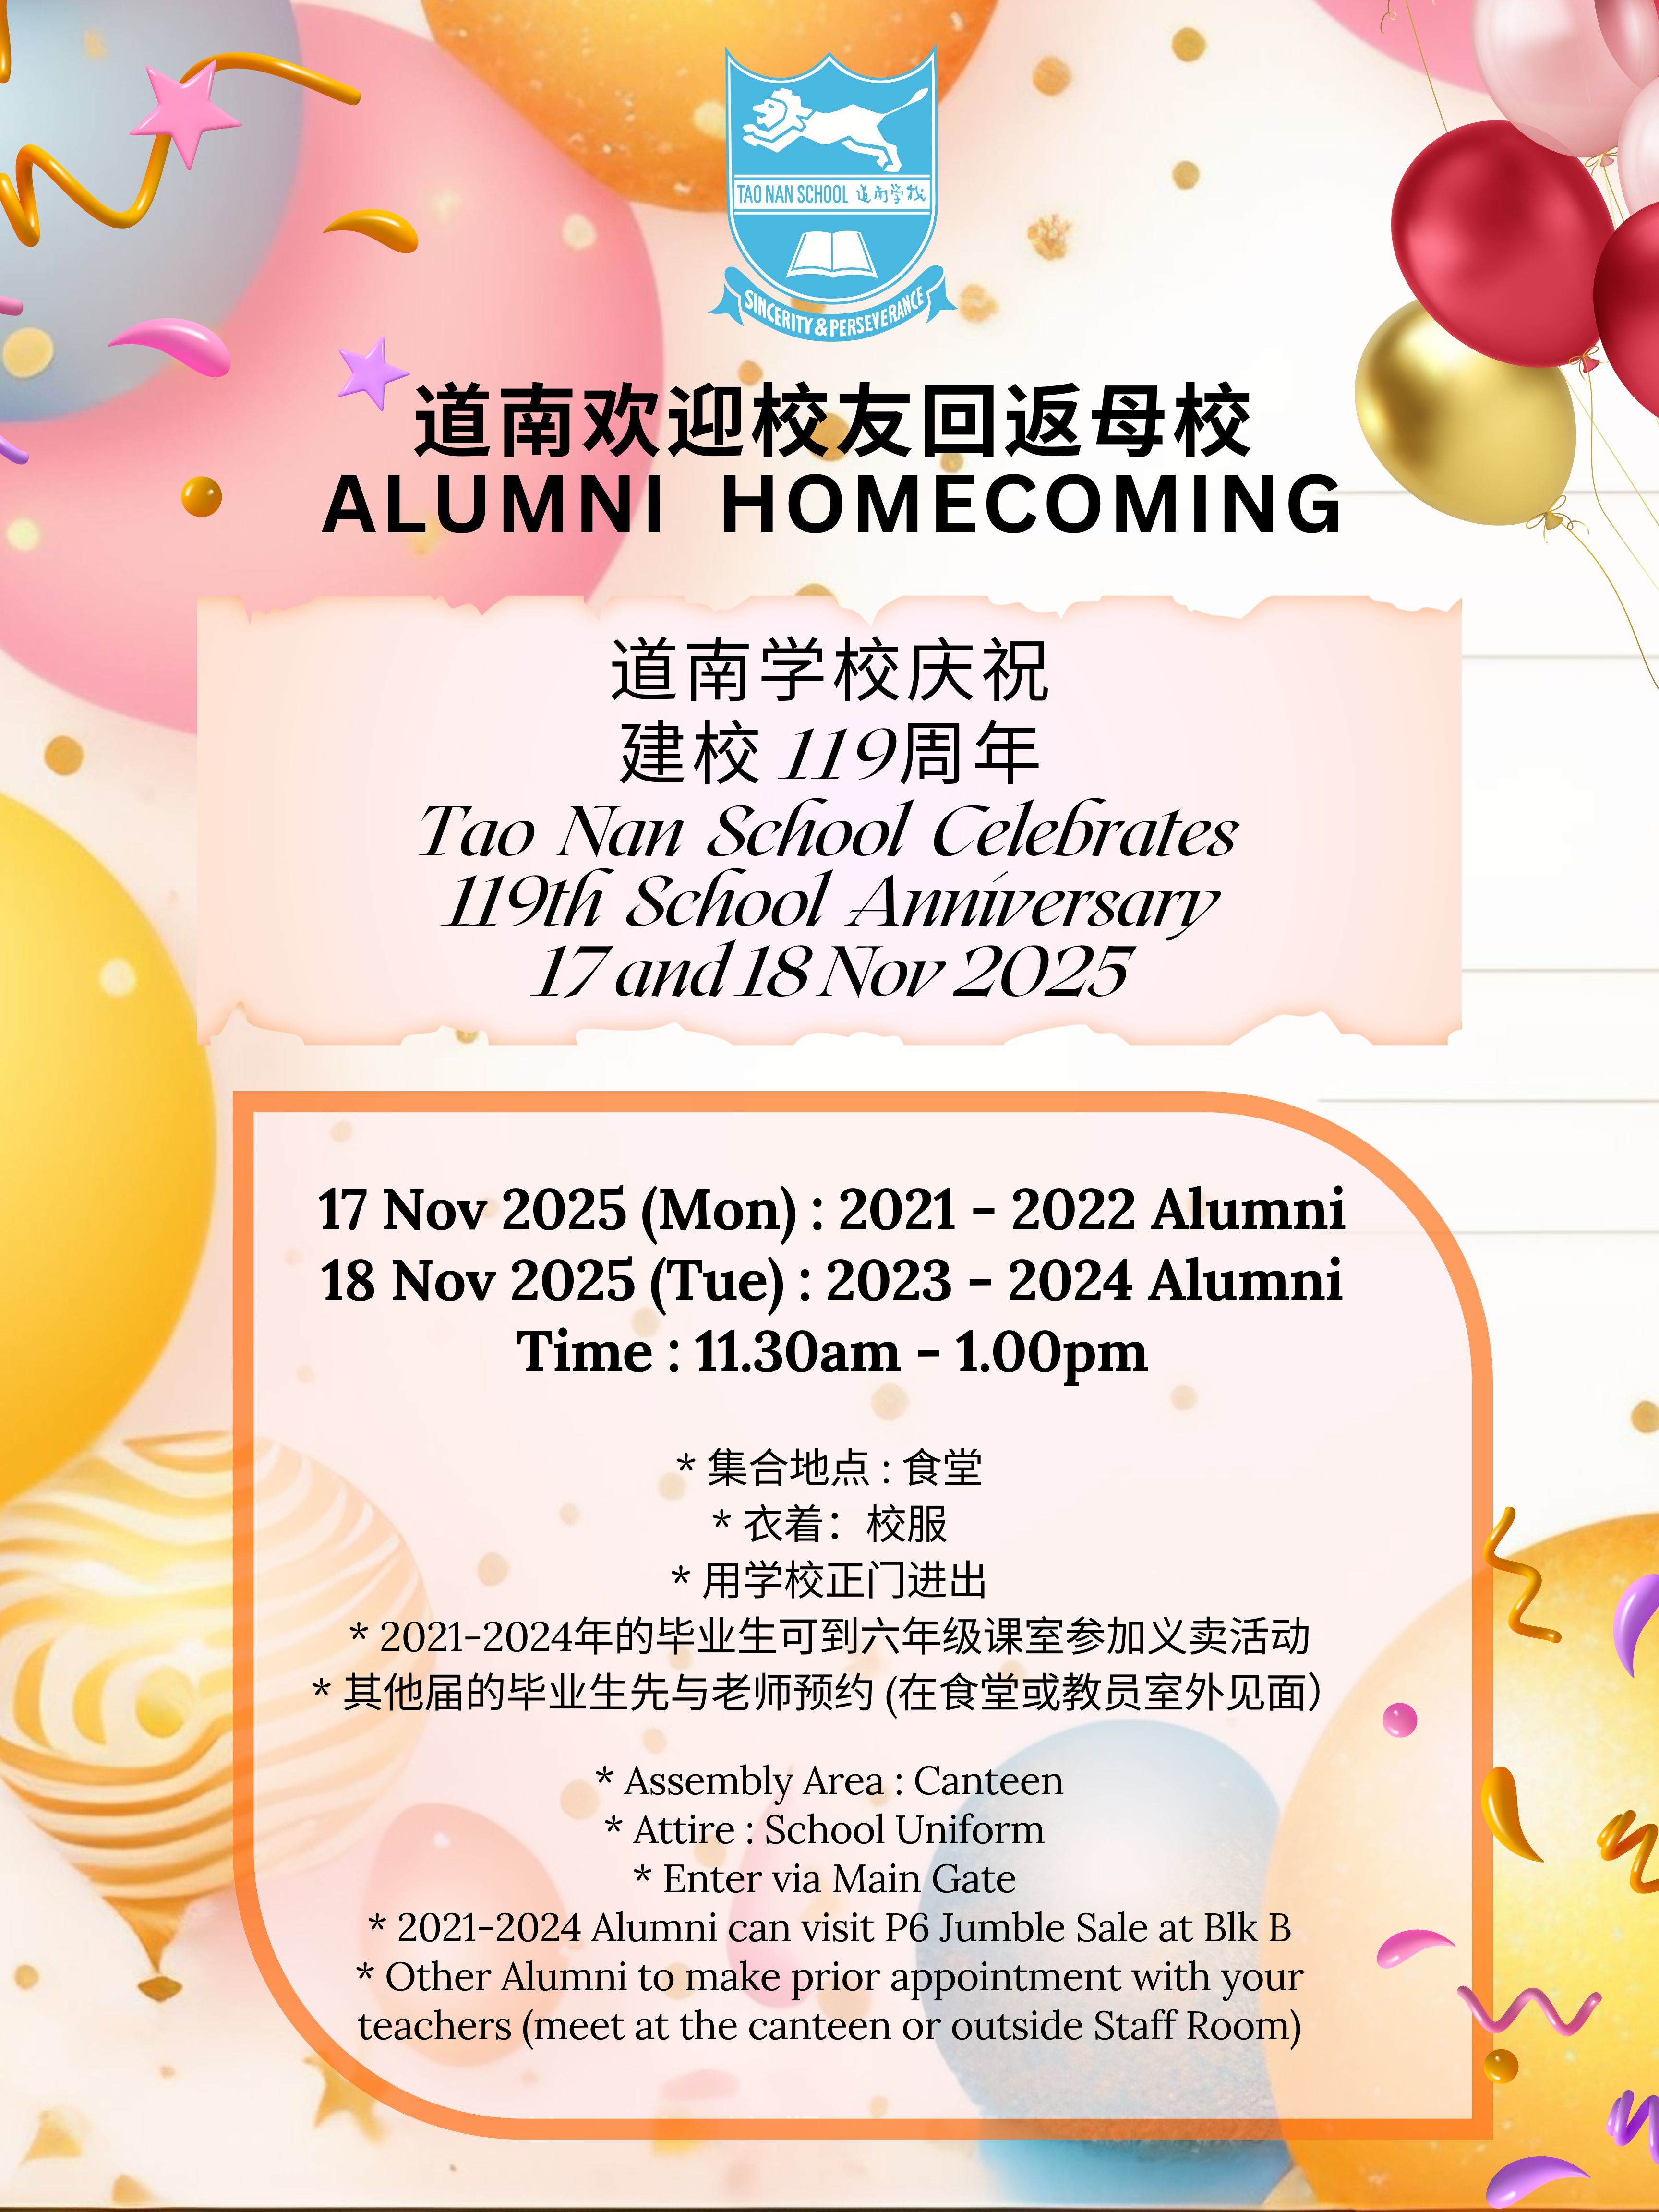 TAO NAN SCHOOL 道南学校
SINCERITY & PERSEVERANCE
道南欢迎校友回返母校
ALUMNI HOMECOMING
道南学校庆祝
建校 119周年
Tao Nan School Celebrates
119th School Anniversary
17 and 18 Nov 2025
17 Nov 2025 (Mon) : 2021 - 2022 Alumni
18 Nov 2025 (Tue) : 2023 - 2024 Alumni
Time : 11.30am - 1.00pm
* 集合地点 : 食堂
* 衣着：校服
* 用学校正门进出
* 2021-2024年的毕业生可到六年级课室参加义卖活动
* 其他届的毕业生先与老师预约 (在食堂或教员室外见面）
* Assembly Area : Canteen
* Attire : School Uniform
* Enter via Main Gate
* 2021-2024 Alumni can visit P6 Jumble Sale at Blk B
* Other Alumni to make prior appointment with your
teachers (meet at the canteen or outside Staff Room)